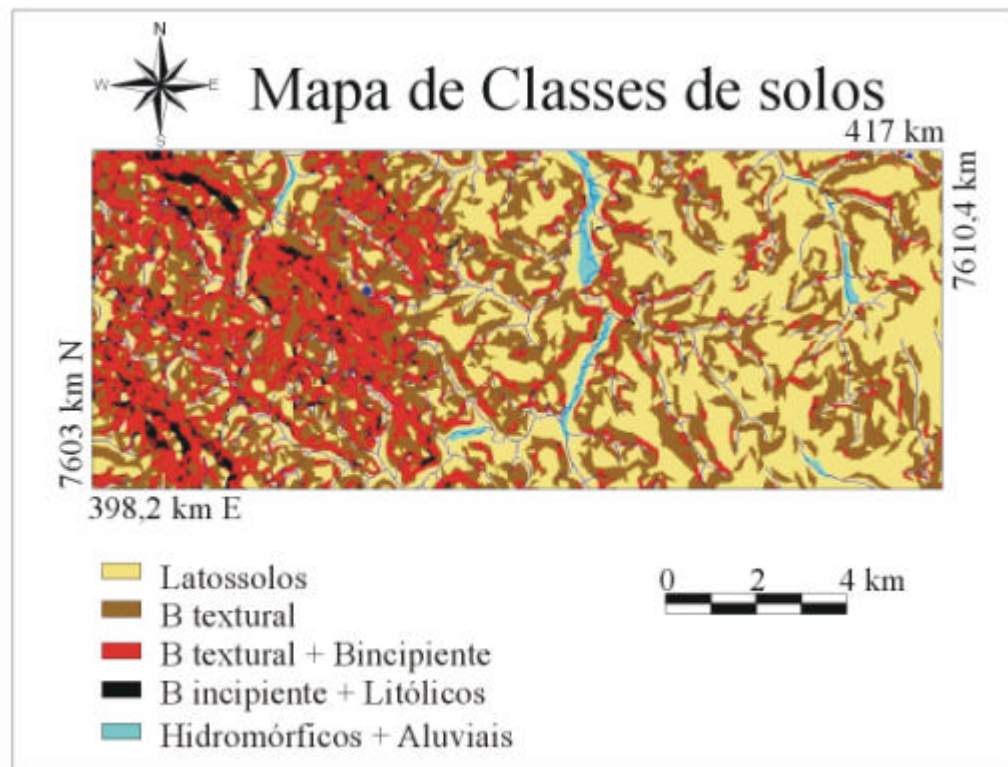 N
W E
S
Mapa de Classes de solos
417 km
7610,4 km
7603 km N
398,2 km E
Latossolos
B textural
B textural + Bincipiente
B incipiente + Litólicos
Hidromórficos + Aluviais
0 2 4 km